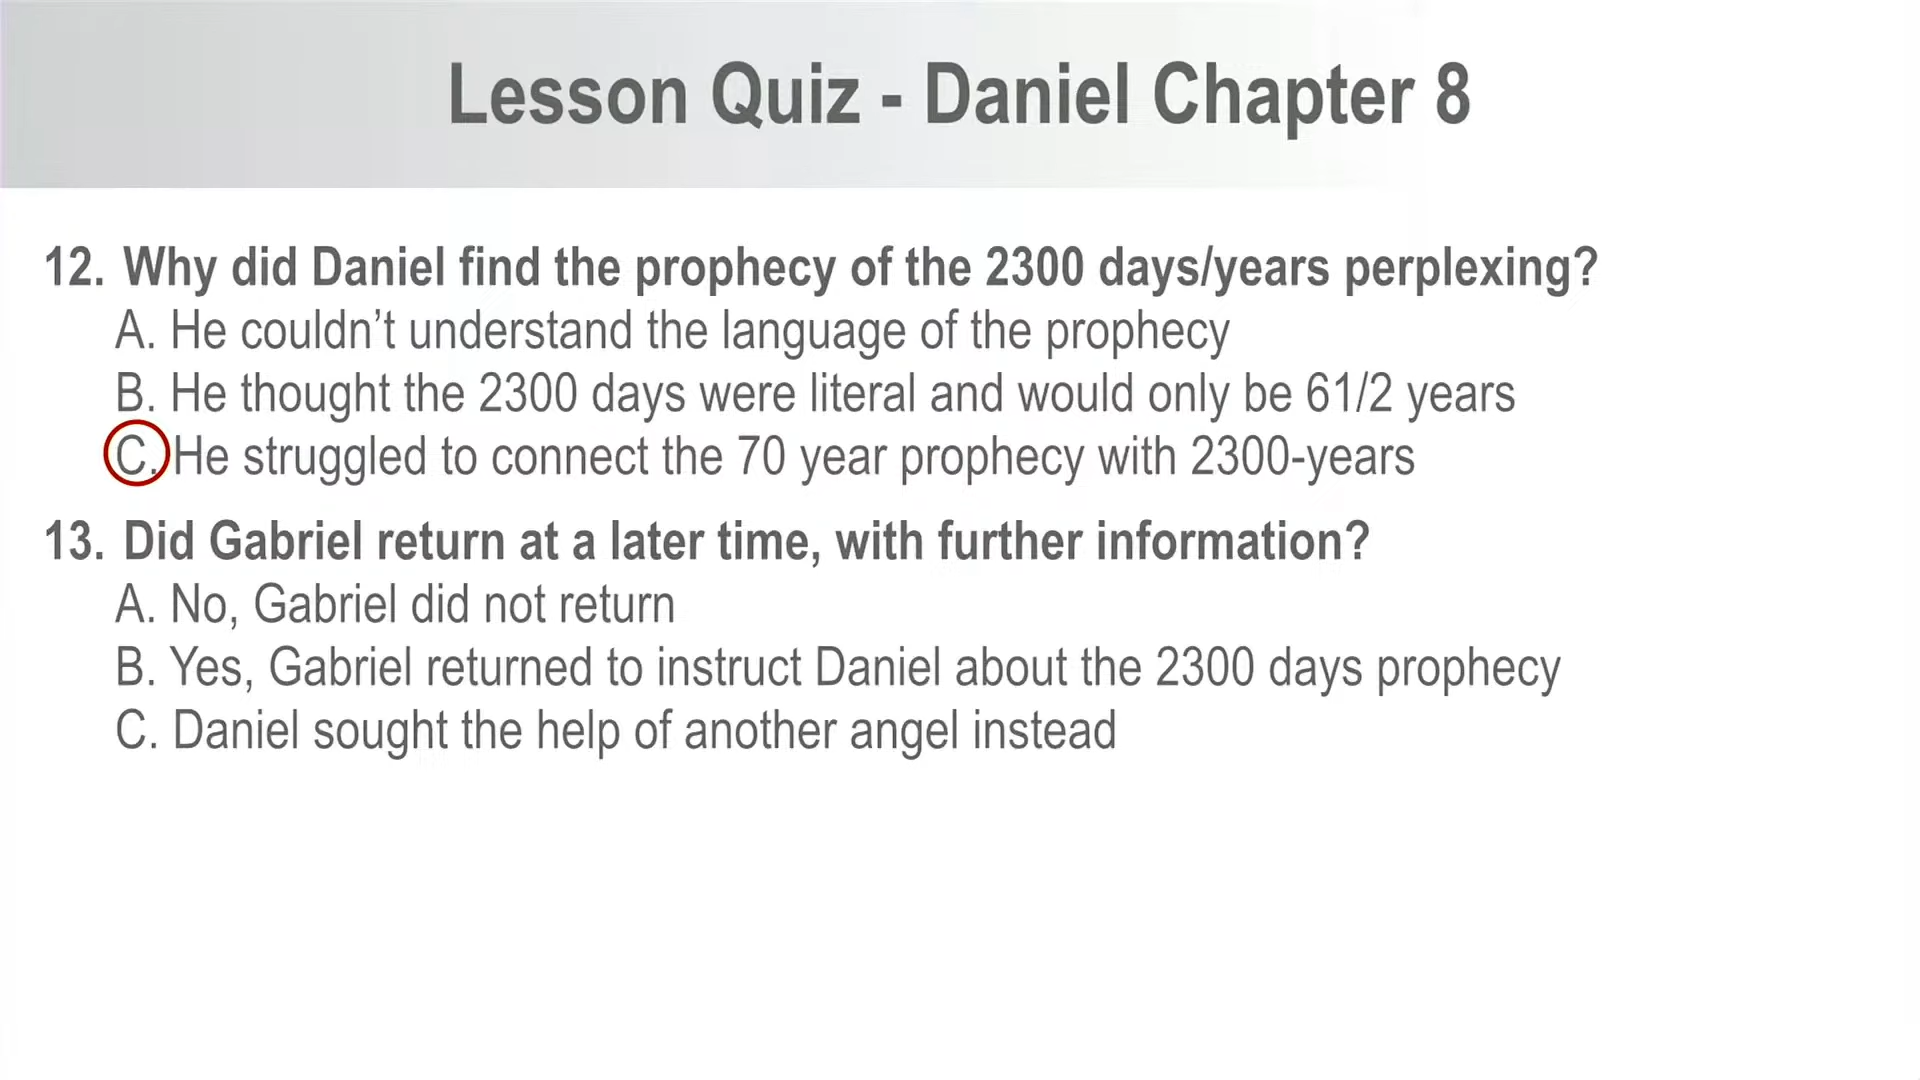 Lesson Quiz - Daniel Chapter 8
12. Why did Daniel find the prophecy of the 2300 days/years perplexing?
A. He couldn’t understand the language of the prophecy
B. He thought the 2300 days were literal and would only be 61/2 years
C. He struggled to connect the 70 year prophecy with 2300-years
13. Did Gabriel return at a later time, with further information?
A. No, Gabriel did not return
B. Yes, Gabriel returned to instruct Daniel about the 2300 days prophecy
C. Daniel sought the help of another angel instead